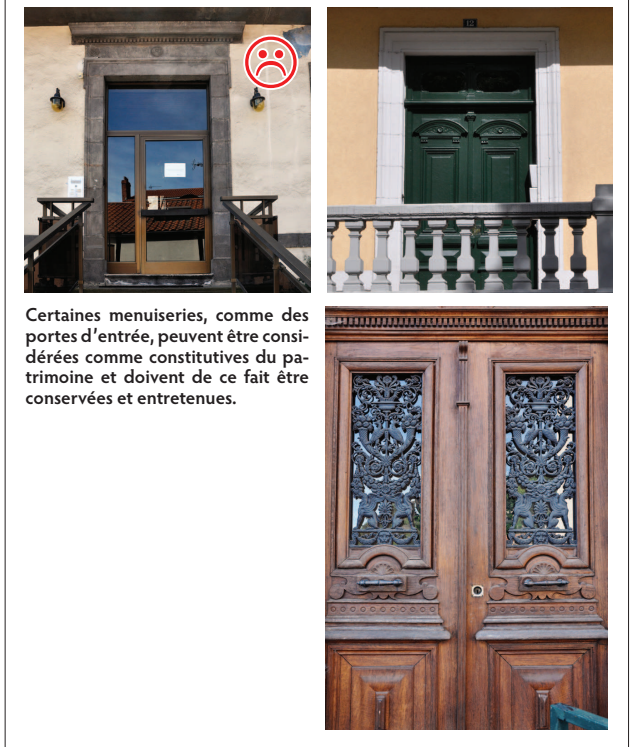 12
Certaines menuiseries, comme des
portes d'entrée, peuvent être consi-
dérées comme constitutives du pa-
trimoine et doivent de ce fait être
conservées et entretenues.